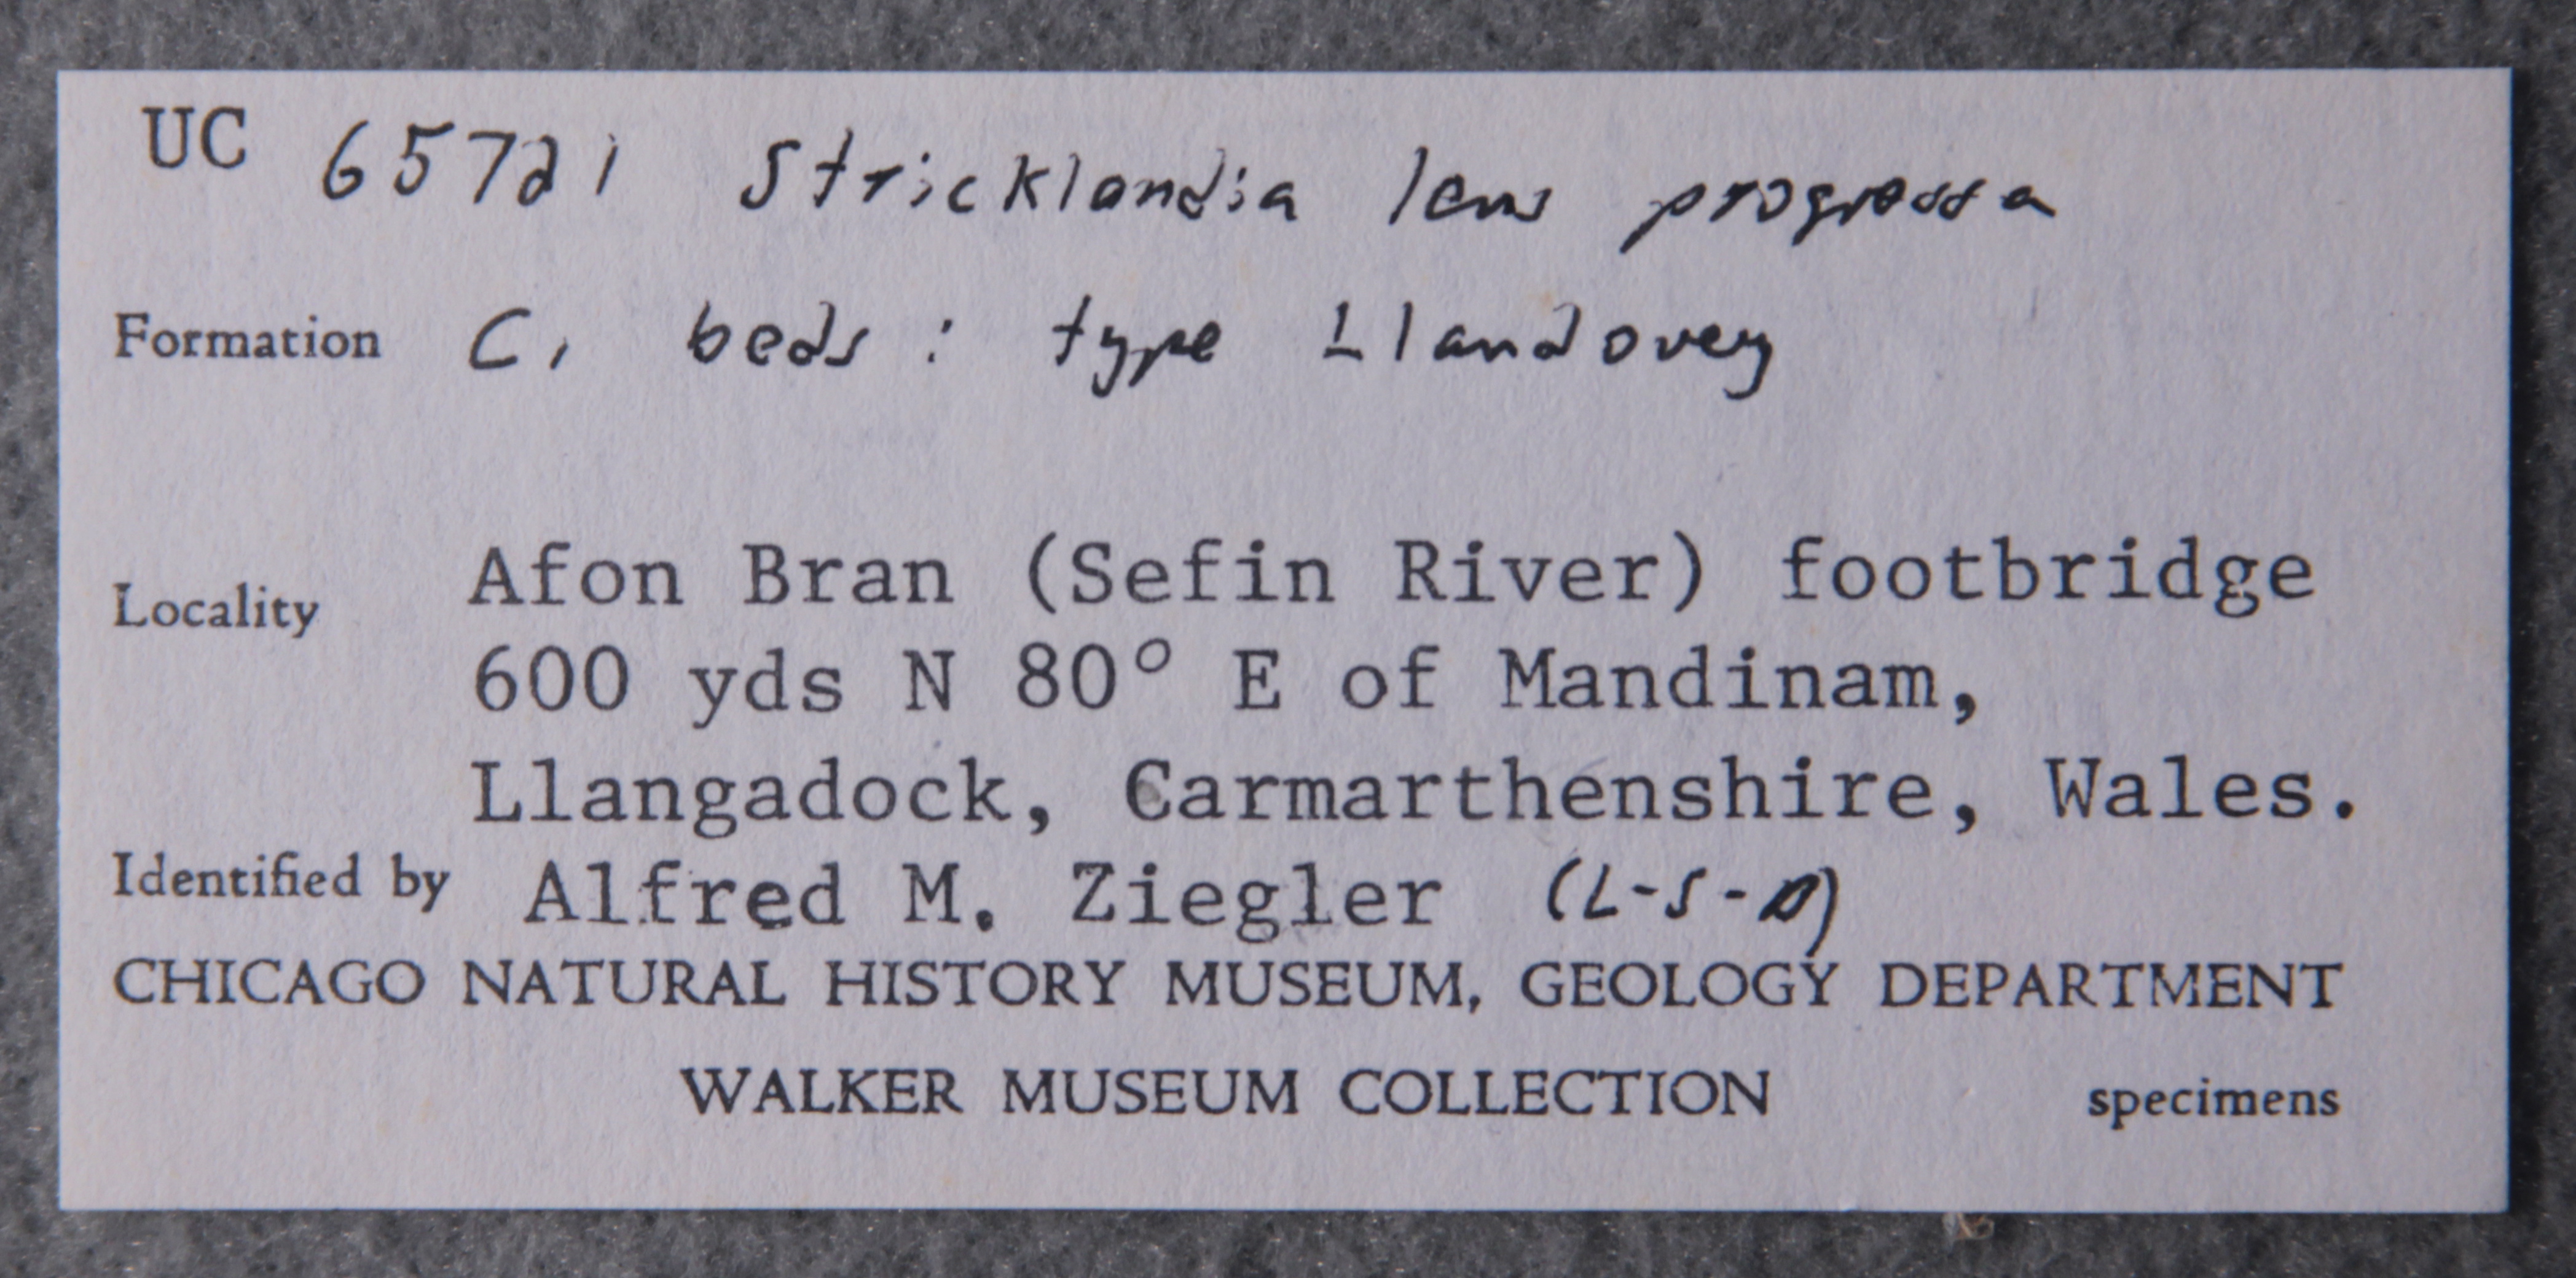 UC 65721 Stricklandia lens progressa
Formation C, beds : type Llandovery
Locality Afon Bran (Sefin River) footbridge
600 yds N 80° E of Mandinam,
Llangadock, Carmarthenshire, Wales.
Identified by Alfred M. Ziegler (L-S-D)
CHICAGO NATURAL HISTORY MUSEUM, GEOLOGY DEPARTMENT
WALKER MUSEUM COLLECTION specimens